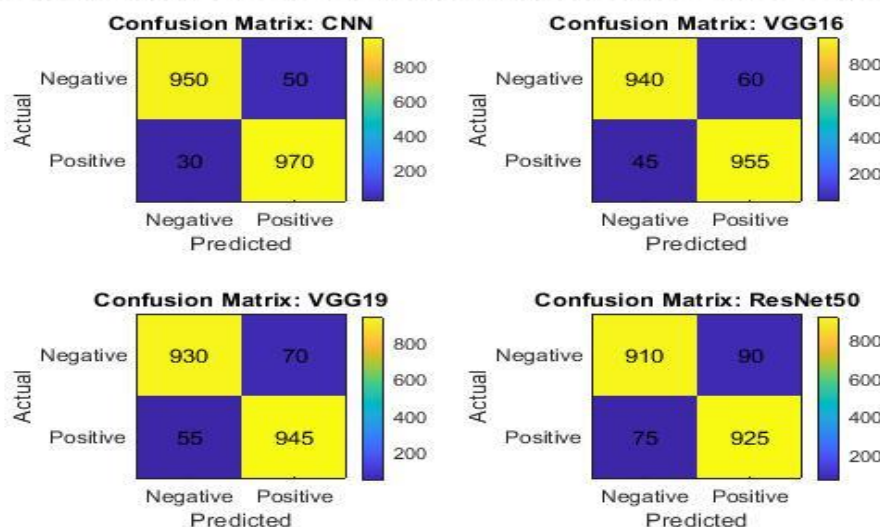 Confusion Matrix: CNN
Actual
Negative 950 50
Positive 30 970
Negative Positive
Predicted
800
600
400
200
Confusion Matrix: VGG16
Actual
Negative 940 60
Positive 45 955
Negative Positive
Predicted
800
600
400
200
Confusion Matrix: VGG19
Actual
Negative 930 70
Positive 55 945
Negative Positive
Predicted
800
600
400
200
Confusion Matrix: ResNet50
Actual
Negative 910 90
Positive 75 925
Negative Positive
Predicted
800
600
400
200